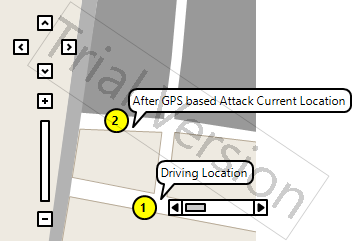 After GPS based Attack Current Location
2
Driving Location
1
Trial Version